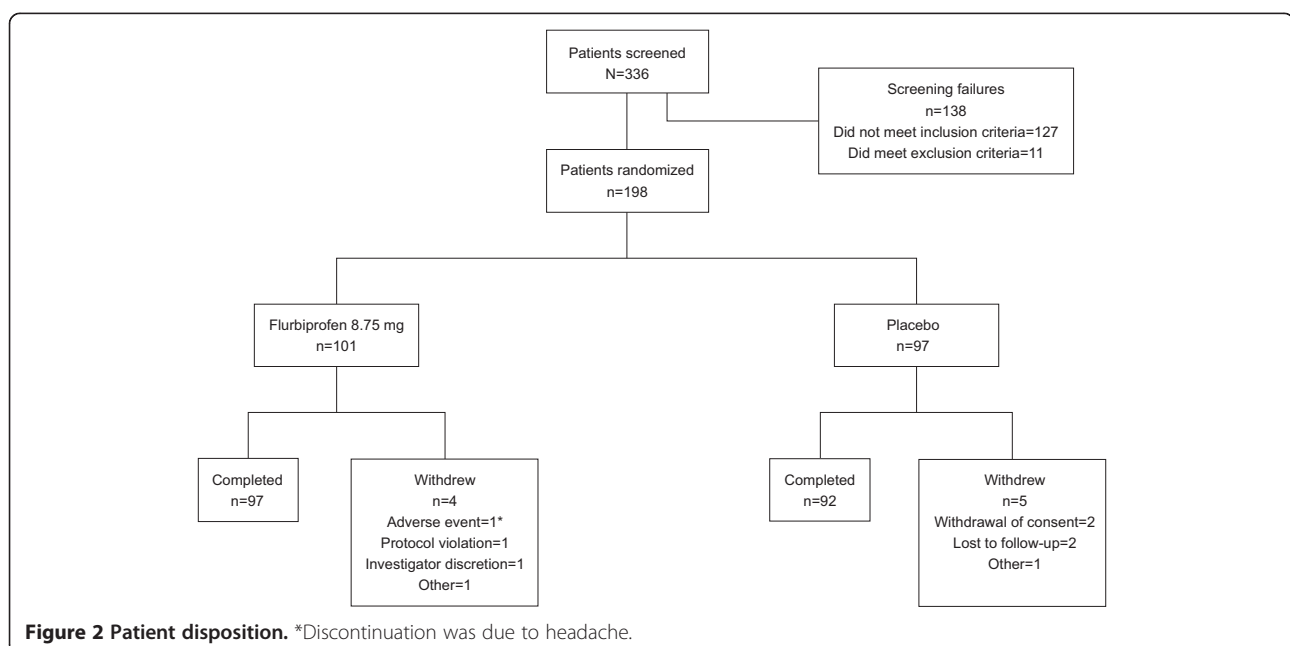 Patients screened
N=336
Screening failures
n=138
Did not meet inclusion criteria=127
Did meet exclusion criteria=11
Patients randomized
n=198
Flurbiprofen 8.75 mg
n=101
Placebo
n=97
Completed
n=97
Withdrew
n=4
Adverse event=1*
Protocol violation=1
Investigator discretion=1
Other=1
Completed
n=92
Withdrew
n=5
Withdrawal of consent=2
Lost to follow-up=2
Other=1
Figure 2 Patient disposition. *Discontinuation was due to headache.